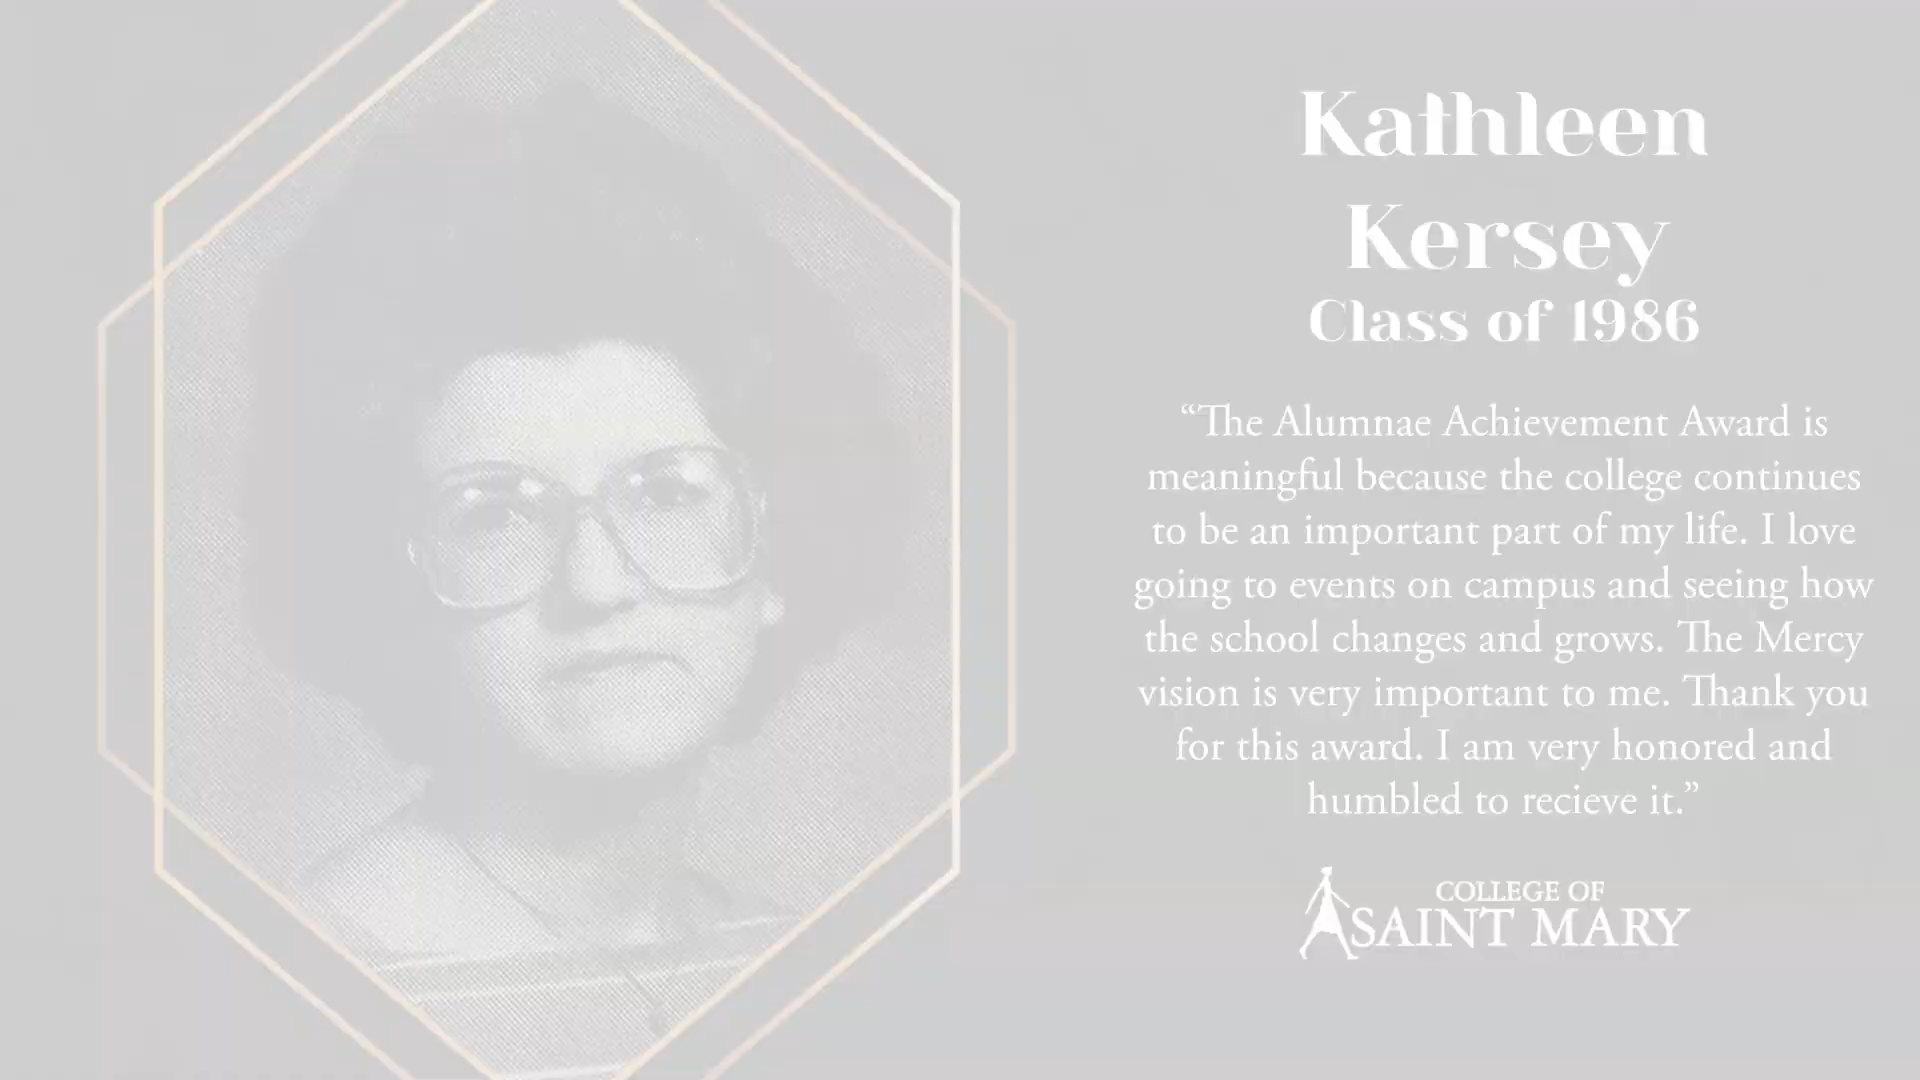 Kathleen
Kersey
Class of 1986
“The Alumnae Achievement Award is
meaningful because the college continues
to be an important part of my life. I love
going to events on campus and seeing how
the school changes and grows. The Mercy
vision is very important to me. Thank you
for this award. I am very honored and
humbled to recieve it.”
COLLEGE OF
SAINT MARY